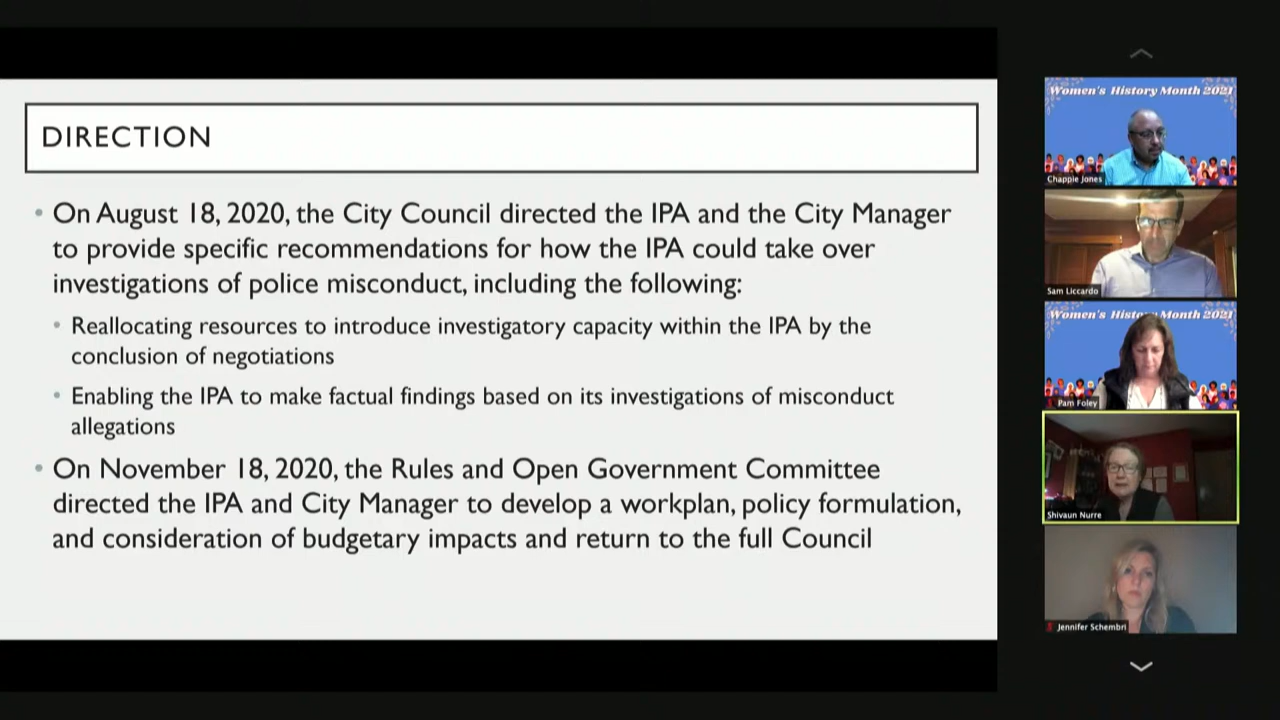 DIRECTION
• On August 18, 2020, the City Council directed the IPA and the City Manager
to provide specific recommendations for how the IPA could take over
investigations of police misconduct, including the following:
• Reallocating resources to introduce investigatory capacity within the IPA by the
conclusion of negotiations
• Enabling the IPA to make factual findings based on its investigations of misconduct
allegations
• On November 18, 2020, the Rules and Open Government Committee
directed the IPA and City Manager to develop a workplan, policy formulation,
and consideration of budgetary impacts and return to the full Council
Women's History Month 2021
Chappie Jones
Sam Liccardo
Women's History Month 2021
Pam Foley
Shivaun Nurre
Jennifer Schembri